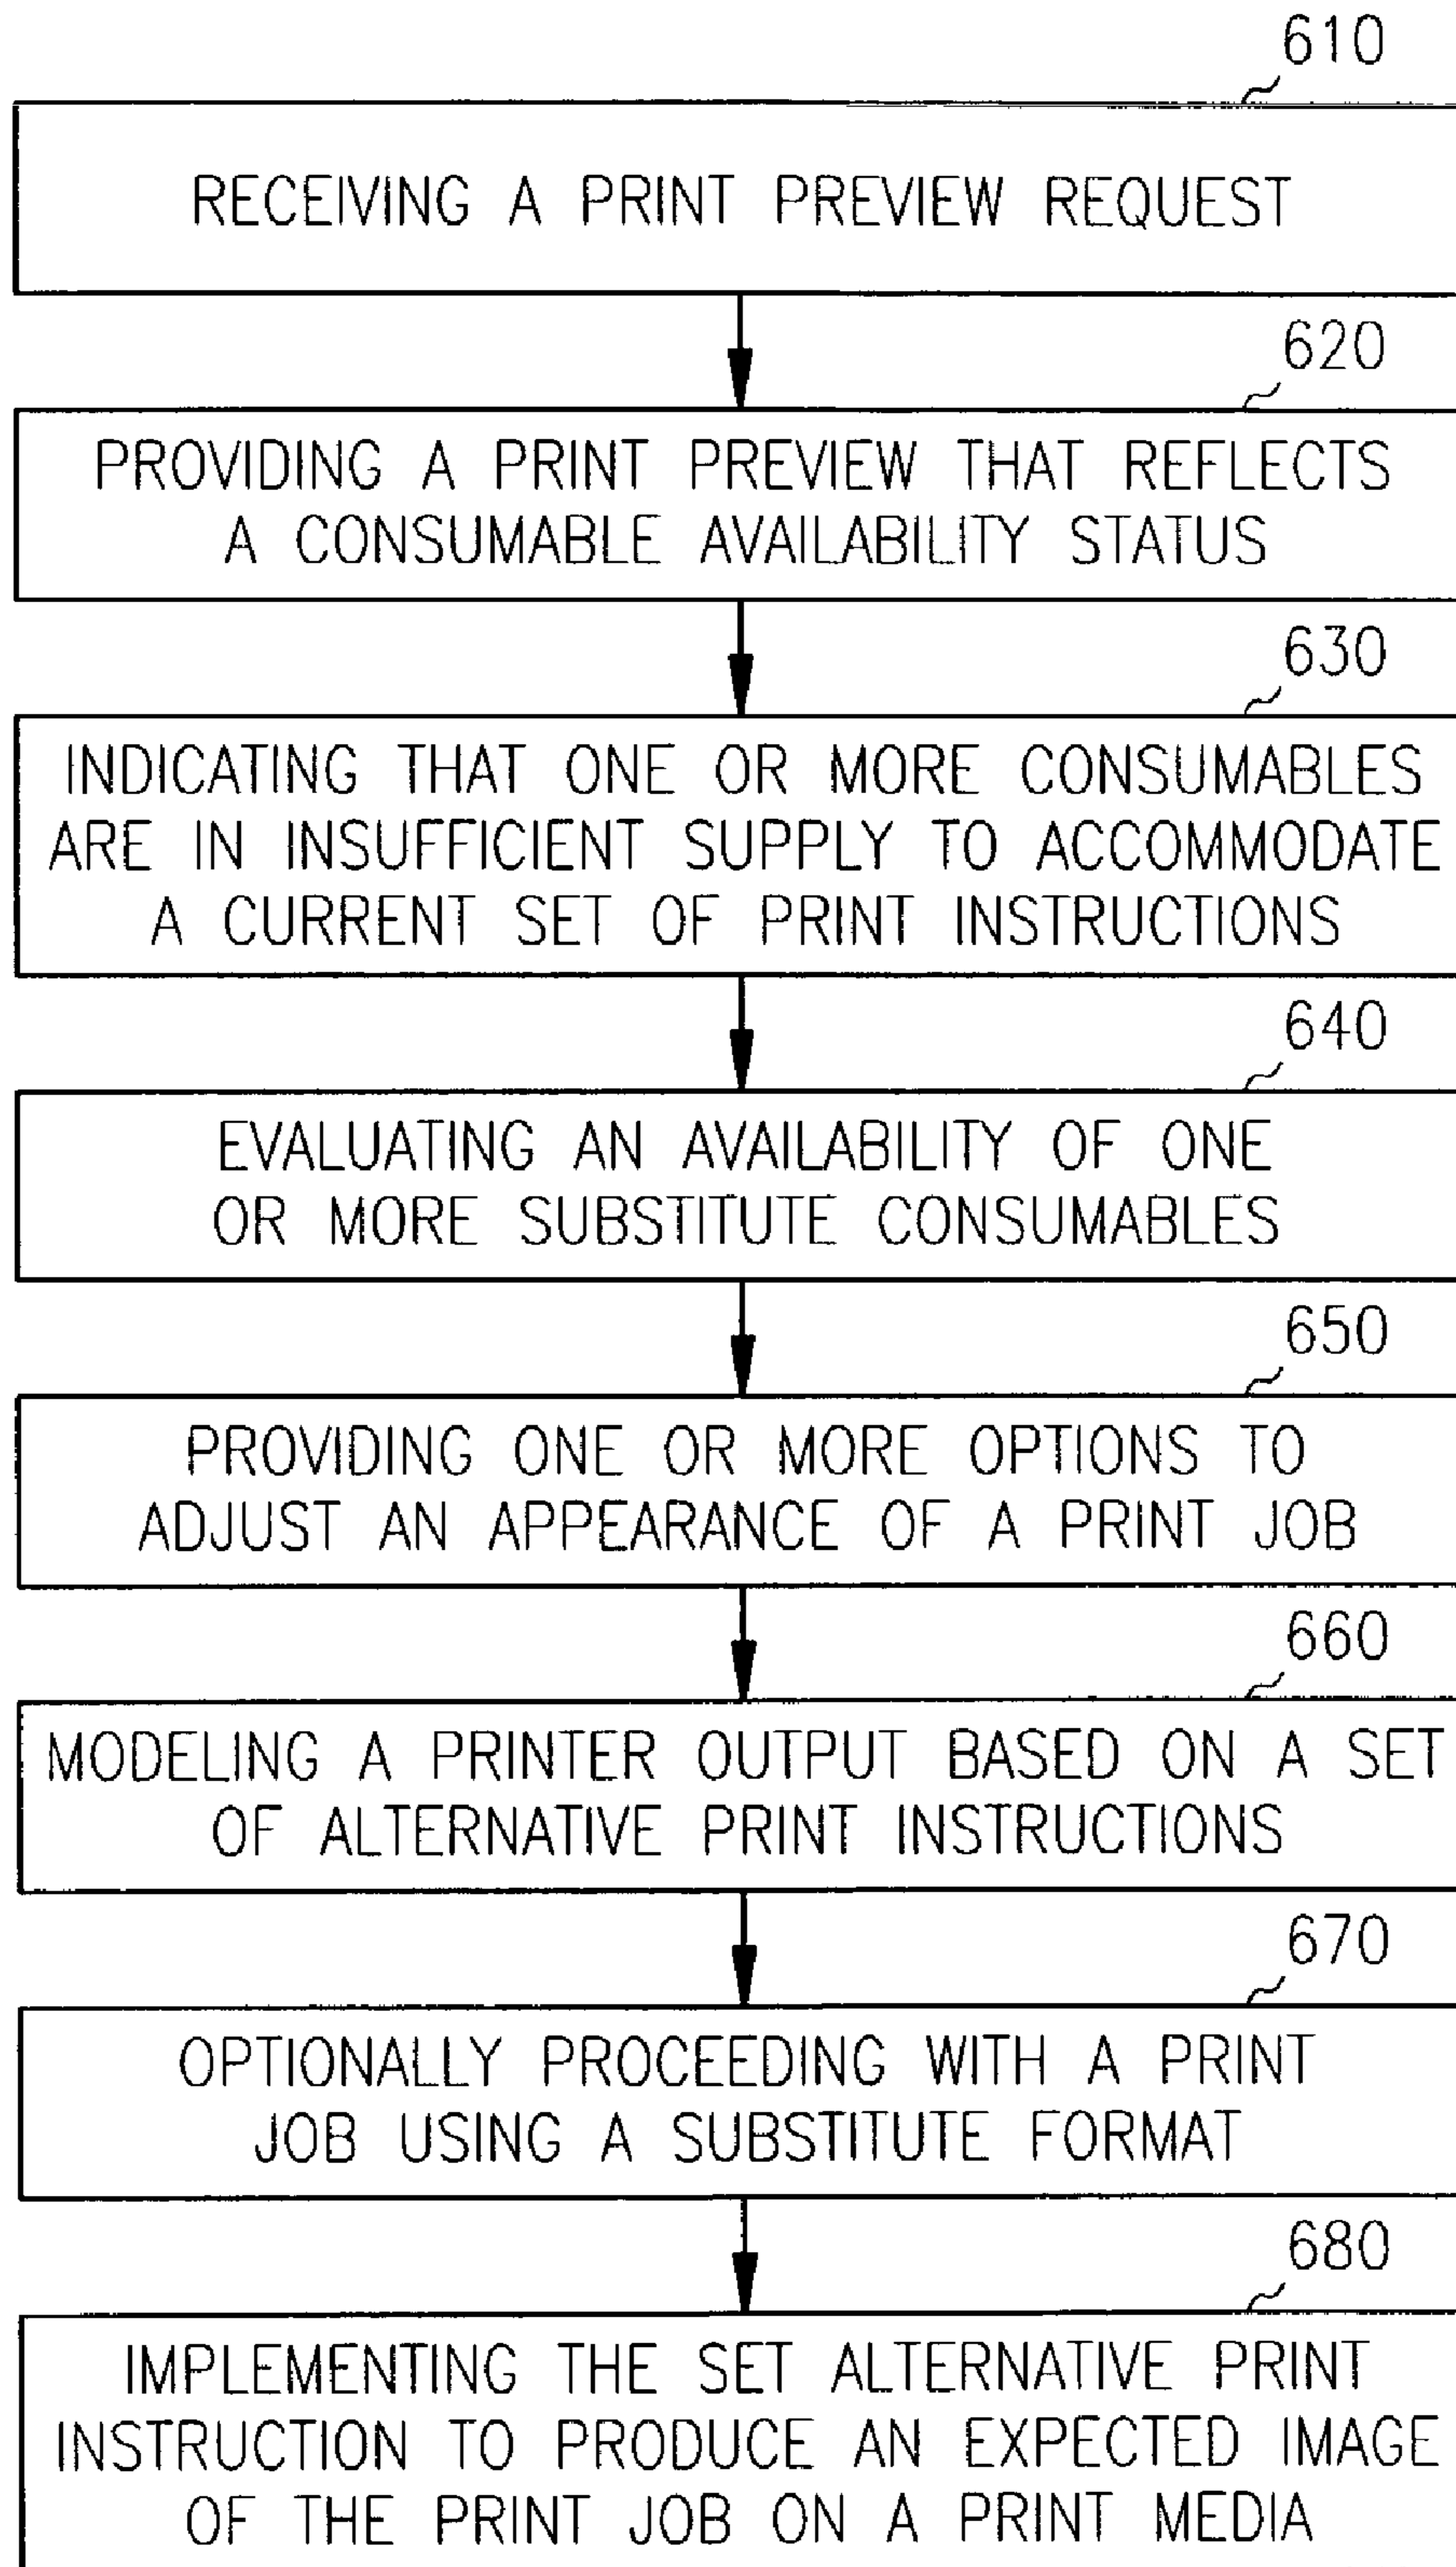 610
RECEIVING A PRINT PREVIEW REQUEST
620
PROVIDING A PRINT PREVIEW THAT REFLECTS
A CONSUMABLE AVAILABILITY STATUS
630
INDICATING THAT ONE OR MORE CONSUMABLES
ARE IN INSUFFICIENT SUPPLY TO ACCOMMODATE
A CURRENT SET OF PRINT INSTRUCTIONS
640
EVALUATING AN AVAILABILITY OF ONE
OR MORE SUBSTITUTE CONSUMABLES
650
PROVIDING ONE OR MORE OPTIONS TO
ADJUST AN APPEARANCE OF A PRINT JOB
660
MODELING A PRINTER OUTPUT BASED ON A SET
OF ALTERNATIVE PRINT INSTRUCTIONS
670
OPTIONALLY PROCEEDING WITH A PRINT
JOB USING A SUBSTITUTE FORMAT
680
IMPLEMENTING THE SET ALTERNATIVE PRINT
INSTRUCTION TO PRODUCE AN EXPECTED IMAGE
OF THE PRINT JOB ON A PRINT MEDIA